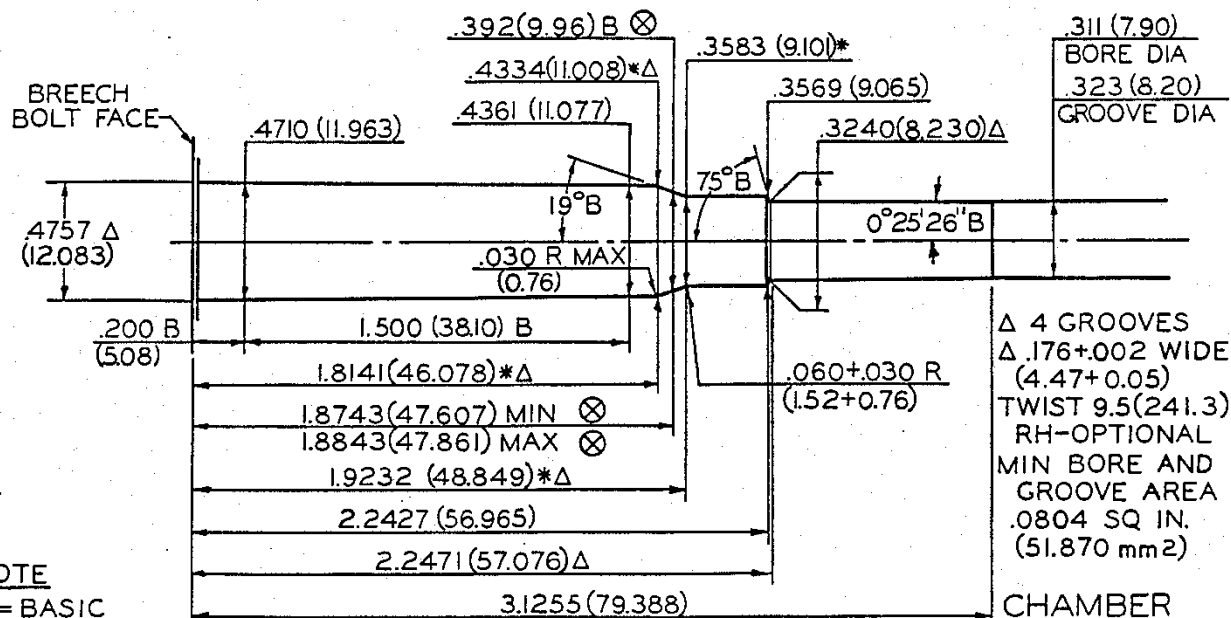 .392(9.96) B ⊗
.3583 (9.101)*
.311 (7.90)
BORE DIA
.4334(11.008)*Δ
.3569 (9.065)
.323 (8.20)
GROOVE DIA
BREECH
BOLT FACE
.4710 (11.963)
.4361 (11.077)
.3240(8.230)Δ
19°B
75°B
0°25'26"B
.4757 Δ
(12.083)
.030 R MAX
(0.76)
.200 B
(5.08)
1.500 (38.10) B
1.8141(46.078)*Δ
.060+.030 R
(1.52+0.76)
1.8743(47.607) MIN ⊗
1.8843(47.861) MAX ⊗
1.9232 (48.849)*Δ
2.2427 (56.965)
2.2471(57.076)Δ
3.1255(79.388)
Δ 4 GROOVES
Δ .176+.002 WIDE
(4.47+0.05)
TWIST 9.5(241.3)
RH-OPTIONAL
MIN BORE AND
GROOVE AREA
.0804 SQ IN.
(51.870 mm2)
OTE
= BASIC
CHAMBER